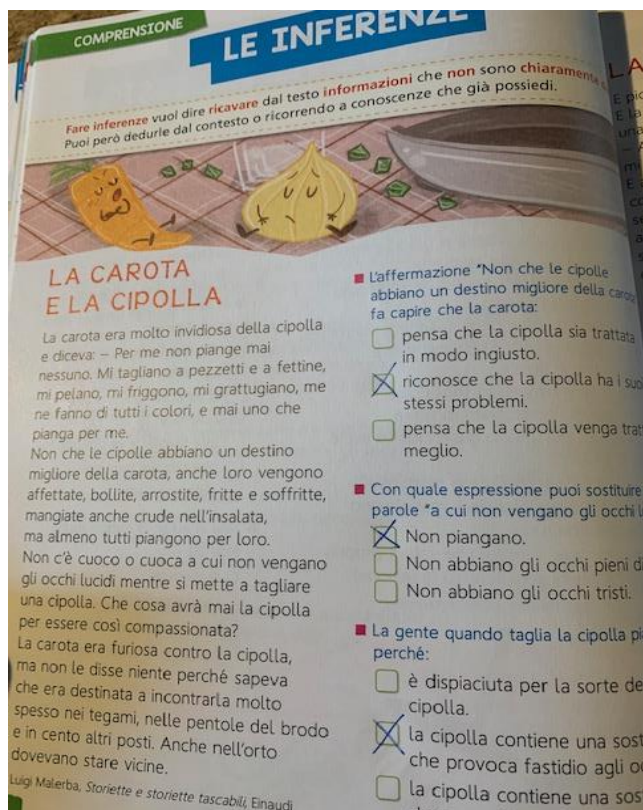 COMPRENSIONE
LE INFERENZE
Fare inferenze vuol dire ricavare dal testo informazioni che non sono chiaramente
Puoi però dedurle dal contesto o ricorrendo a conoscenze che già possiedi.
LA CAROTA
E LA CIPOLLA
La carota era molto invidiosa della cipolla
e diceva: – Per me non piange mai
nessuno. Mi tagliano a pezzetti e a fettine,
mi pelano, mi friggono, mi grattugiano, me
ne fanno di tutti i colori, e mai uno che
pianga per me.
Non che le cipolle abbiano un destino
migliore della carota, anche loro vengono
affettate, bollite, arrostite, fritte e soffritte,
mangiate anche crude nell'insalata,
ma almeno tutti piangono per loro.
Non c'è cuoco o cuoca a cui non vengano
gli occhi lucidi mentre si mette a tagliare
una cipolla. Che cosa avrà mai la cipolla
per essere così compassionata?
La carota era furiosa contro la cipolla,
ma non le disse niente perché sapeva
che era destinata a incontrarla molto
spesso nei tegami, nelle pentole del brodo
e in cento altri posti. Anche nell'orto
dovevano stare vicine.
Luigi Malerba, Storiette e storiette tascabili, Einaudi
L'affermazione "Non che le cipolle
abbiano un destino migliore della carota
fa capire che la carota:
pensa che la cipolla sia trattata
in modo ingiusto.
riconosce che la cipolla ha i suoi
stessi problemi.
pensa che la cipolla venga trat
meglio.
Con quale espressione puoi sostituire
parole "a cui non vengano gli occhi l
Non piangano.
Non abbiano gli occhi pieni d
Non abbiano gli occhi tristi.
La gente quando taglia la cipolla pi
perché:
è dispiaciuta per la sorte de
cipolla.
la cipolla contiene una sost
che provoca fastidio agli o
la cipolla contiene una sos
LA